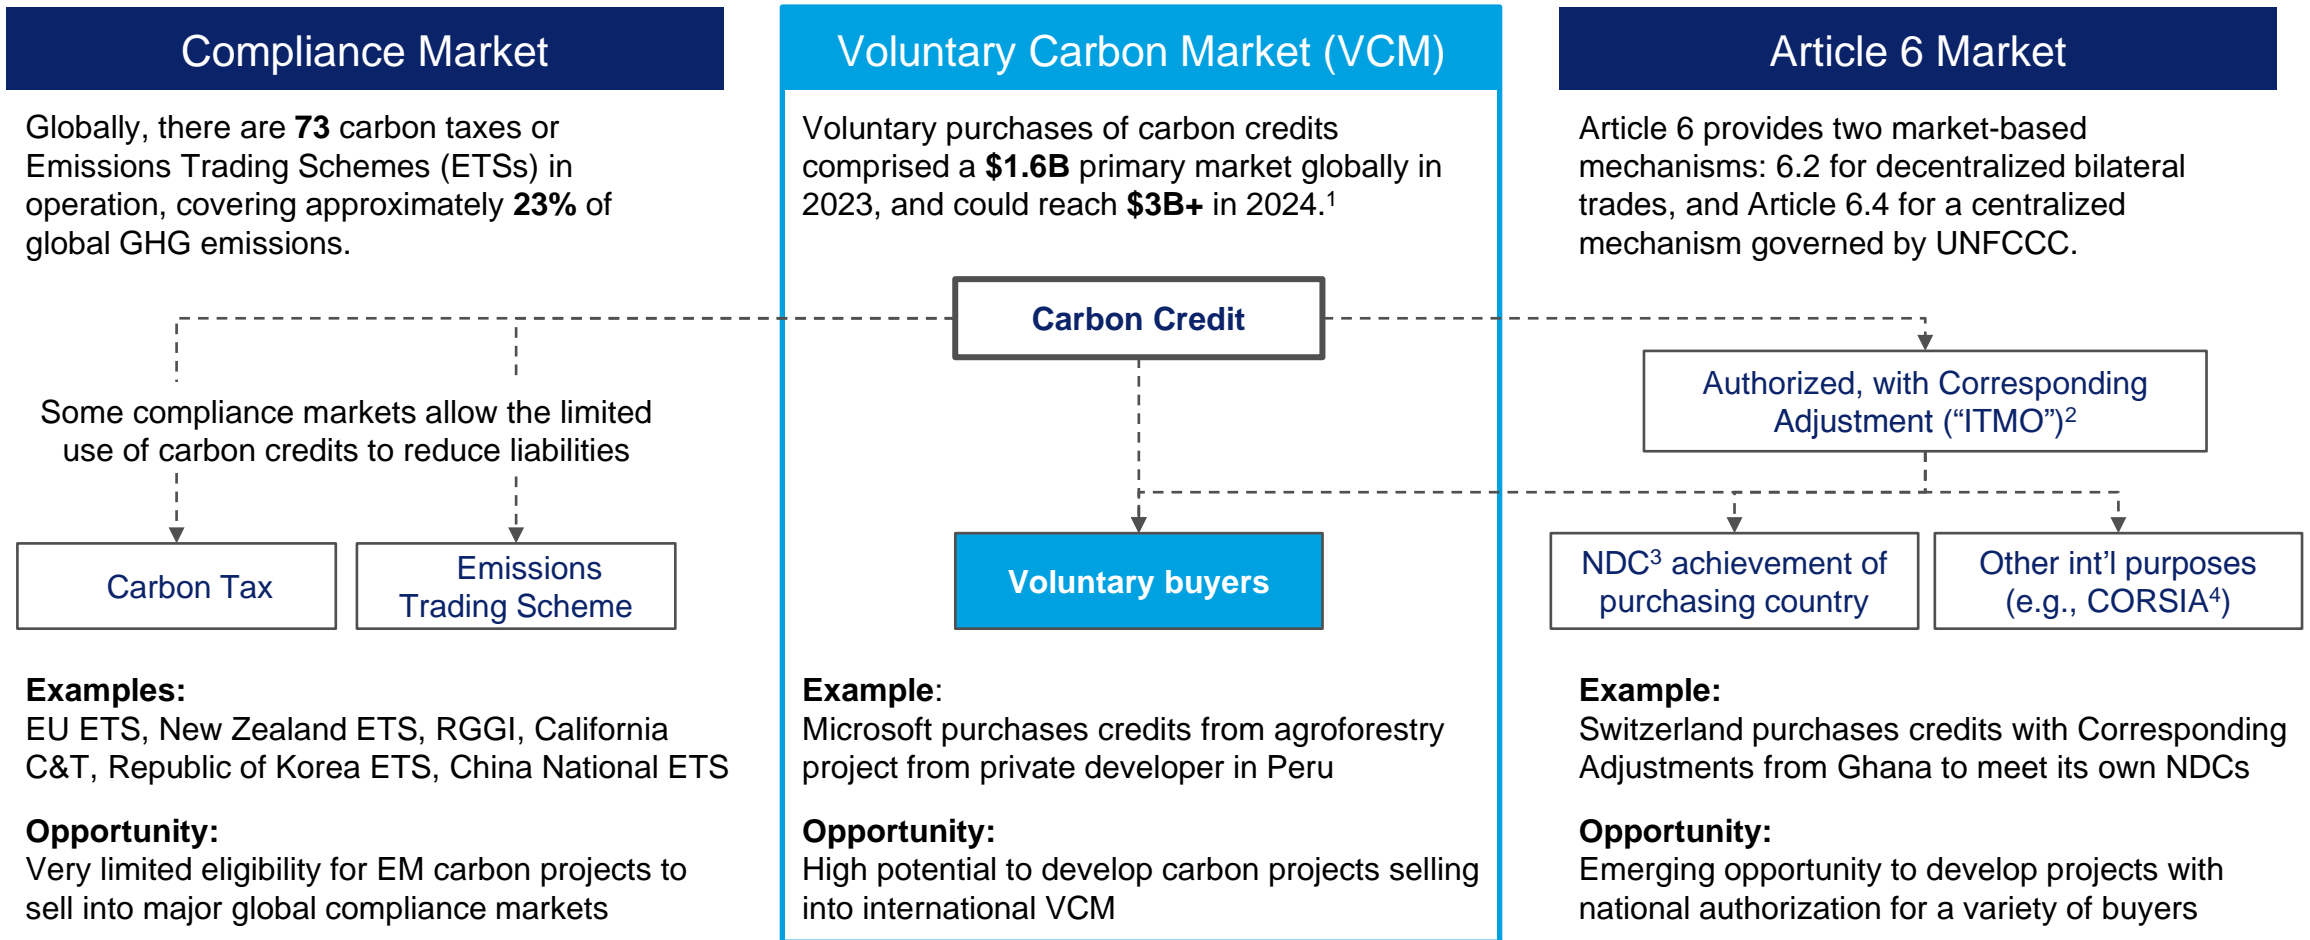 Compliance Market
Globally, there are 73 carbon taxes or
Emissions Trading Schemes (ETSs) in
operation, covering approximately 23% of
global GHG emissions.
Voluntary Carbon Market (VCM)
Voluntary purchases of carbon credits
comprised a $1.6B primary market globally in
2023, and could reach $3B+ in 2024.¹
Article 6 Market
Article 6 provides two market-based
mechanisms: 6.2 for decentralized bilateral
trades, and Article 6.4 for a centralized
mechanism governed by UNFCCC.
Carbon Credit
Some compliance markets allow the limited
use of carbon credits to reduce liabilities
Authorized, with Corresponding
Adjustment (“ITMO”)²
Carbon Tax
Emissions
Trading Scheme
Voluntary buyers
NDC³ achievement of
purchasing country
Other int’l purposes
(e.g., CORSIA⁴)
Examples:
EU ETS, New Zealand ETS, RGGI, California
C&T, Republic of Korea ETS, China National ETS
Opportunity:
Very limited eligibility for EM carbon projects to
sell into major global compliance markets
Example:
Microsoft purchases credits from agroforestry
project from private developer in Peru
Opportunity:
High potential to develop carbon projects selling
into international VCM
Example:
Switzerland purchases credits with Corresponding
Adjustments from Ghana to meet its own NDCs
Opportunity:
Emerging opportunity to develop projects with
national authorization for a variety of buyers